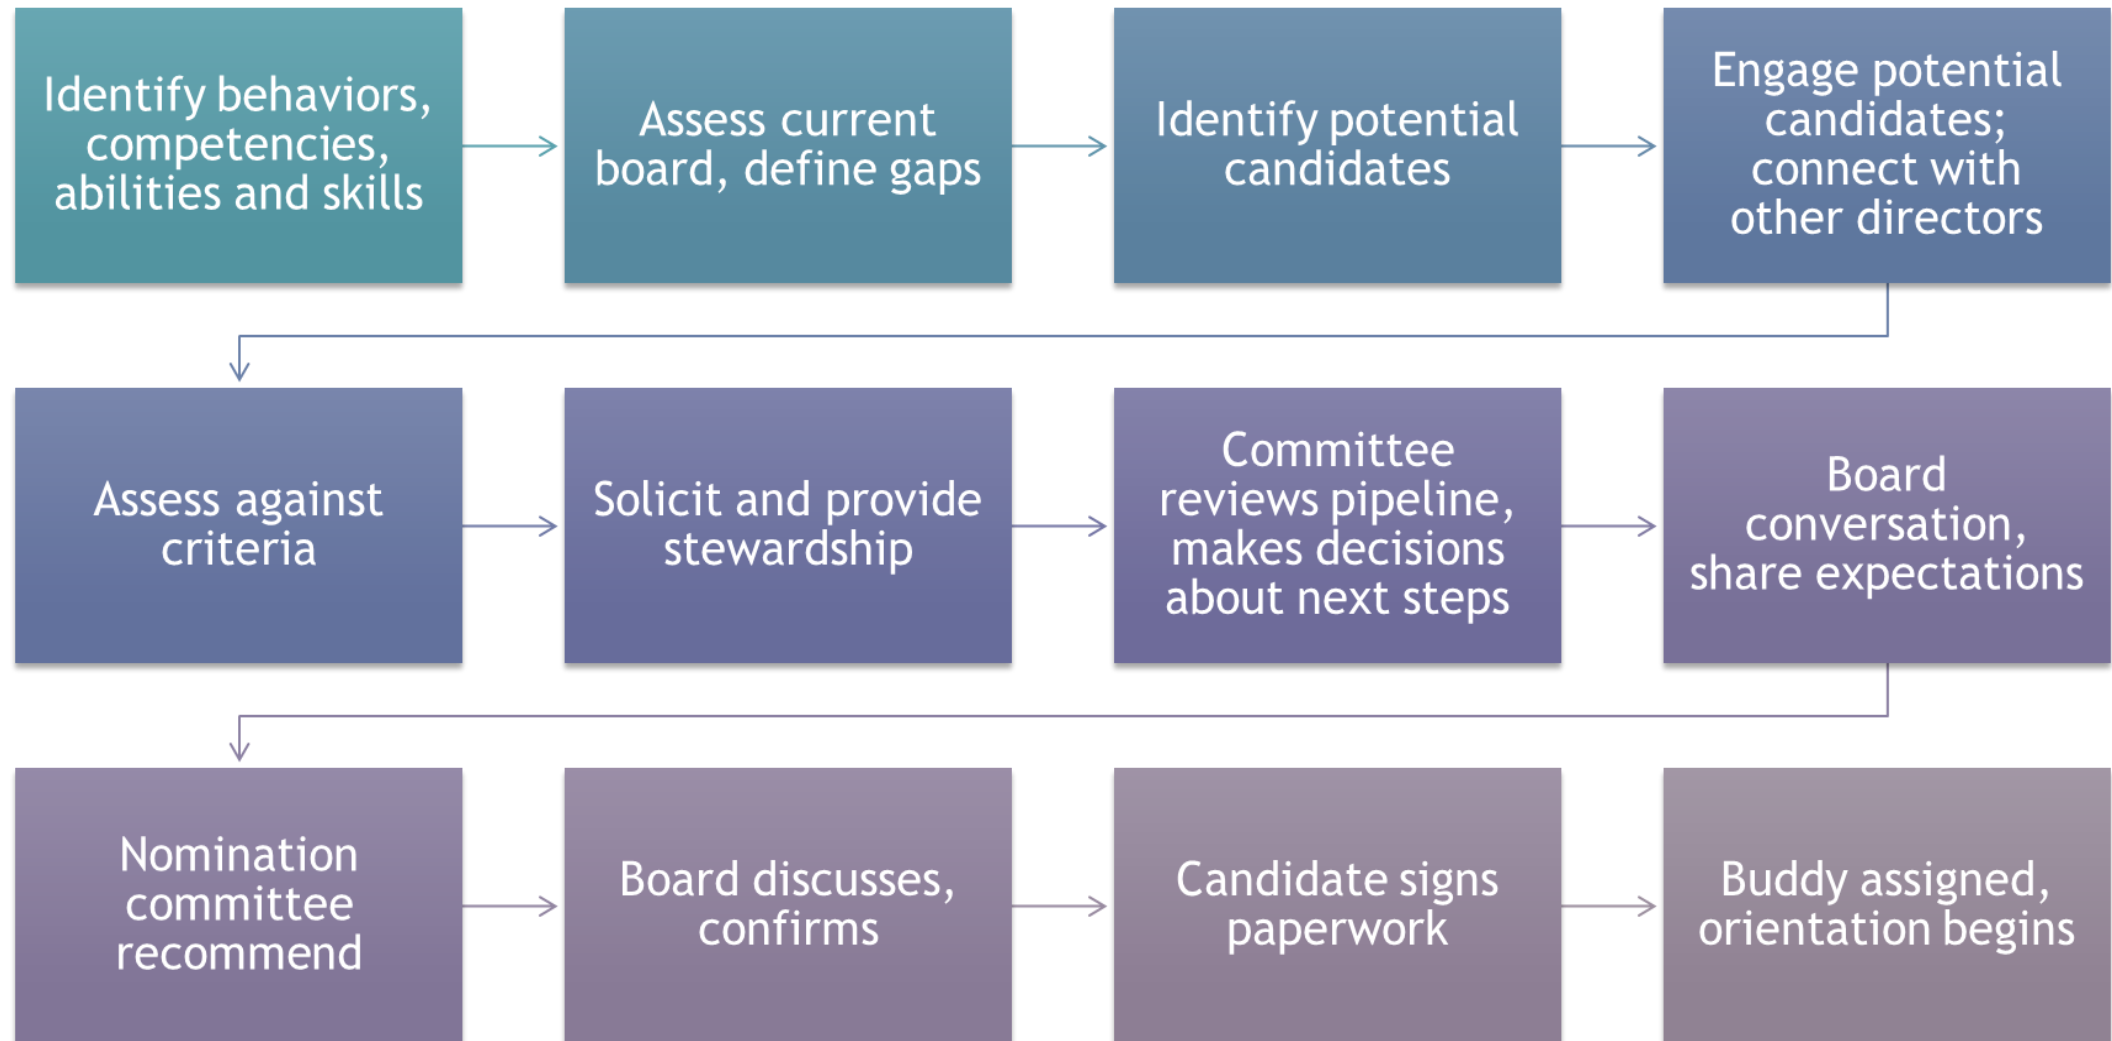 Identify behaviors,
competencies,
abilities and skills
Assess current
board, define gaps
Identify potential
candidates
Engage potential
candidates;
connect with
other directors
Assess against
criteria
Solicit and provide
stewardship
Committee
reviews pipeline,
makes decisions
about next steps
Board
conversation,
share expectations
Nomination
committee
recommend
Board discusses,
confirms
Candidate signs
paperwork
Buddy assigned,
orientation begins